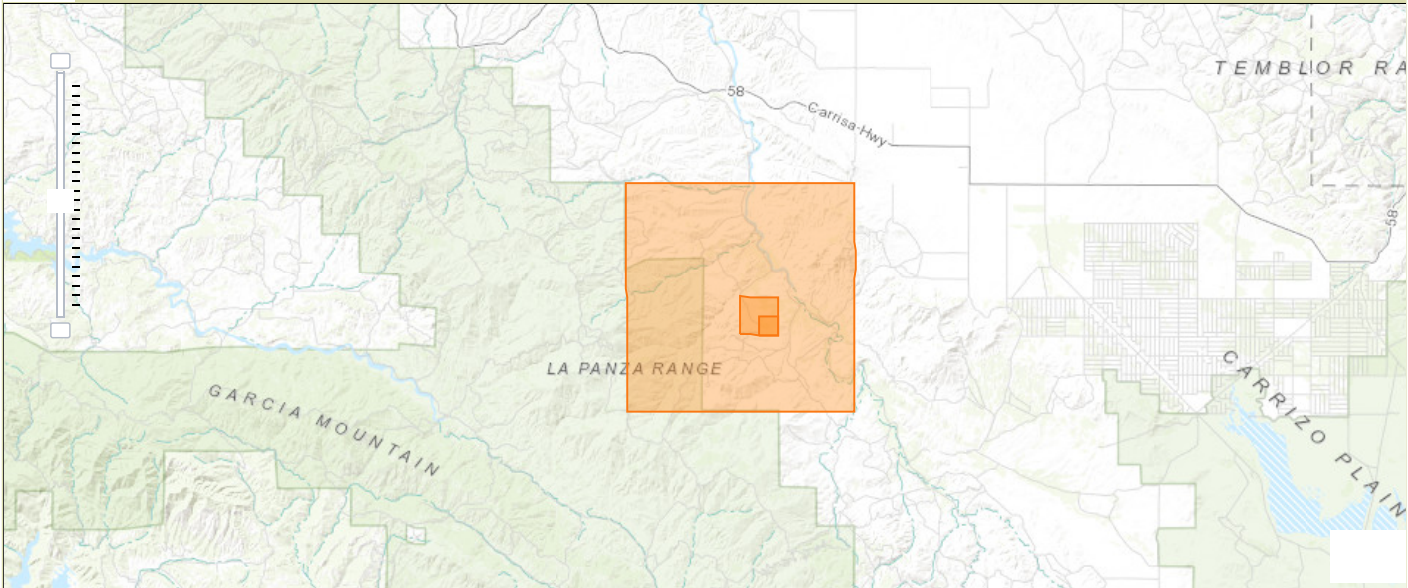 TEMBLOR RA
58
Carrisa Hwy
58
LA PANZA RANGE
GARCIA MOUNTAIN
CARRIZO PLAIN